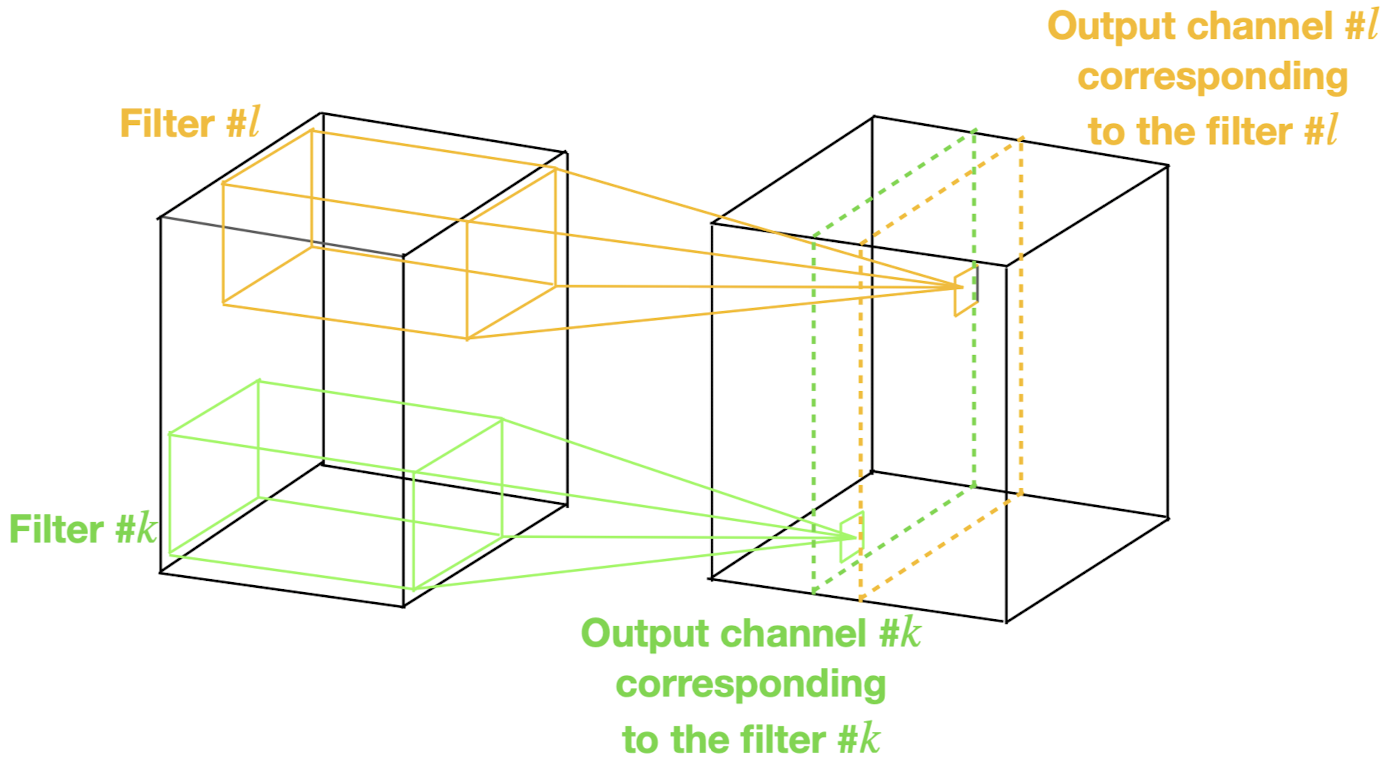 Output channel #l
corresponding
to the filter #l
Filter #l
Filter #k
Output channel #k
corresponding
to the filter #k